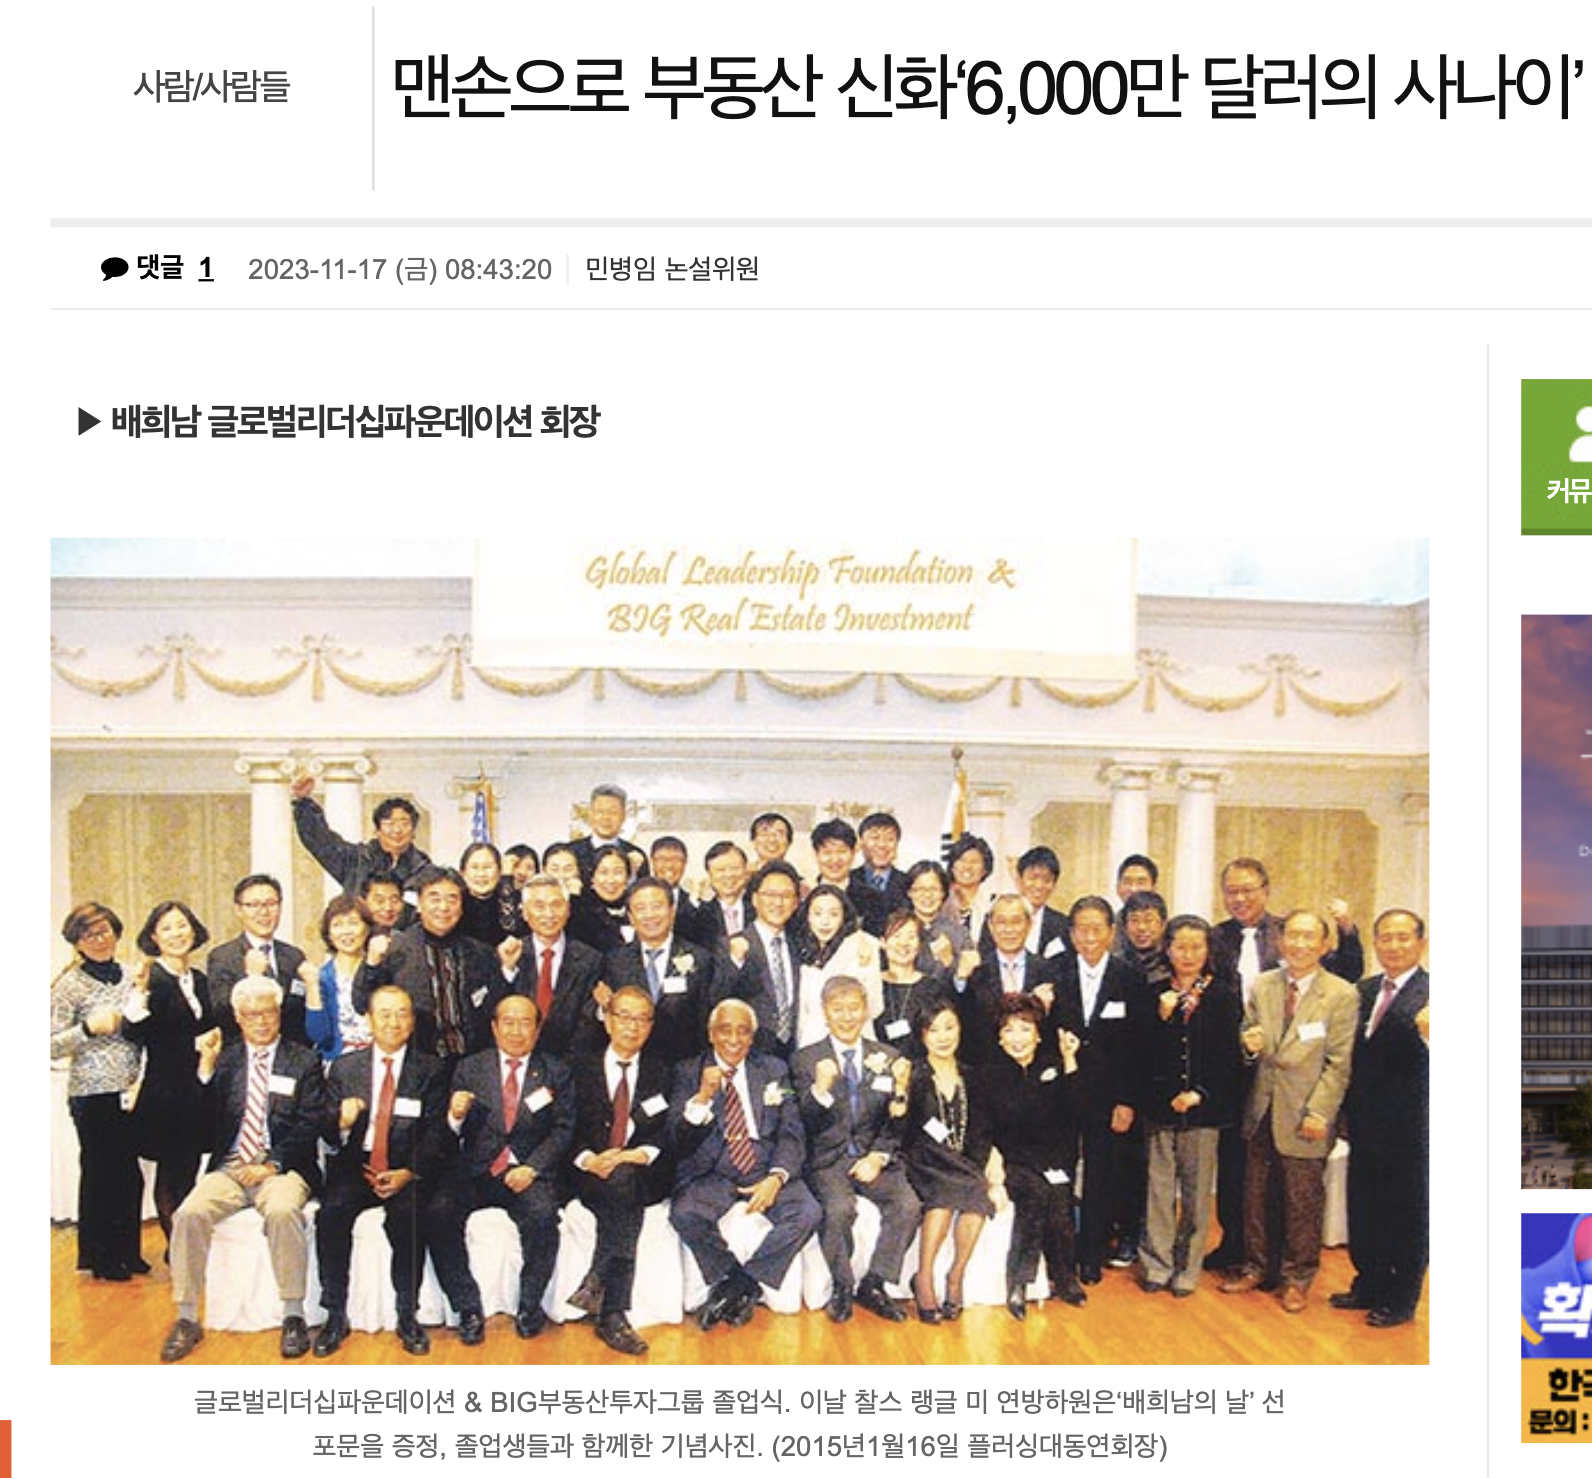 사람/사람들
맨손으로 부동산 신화‘6,000만 달러의 사나이’
댓글 1 2023-11-17 (금) 08:43:20 민병임 논설위원
▶ 배희남 글로벌리더십파운데이션 회장
커뮤
Global Leadership Foundation &
BIG Real Estate Investment
획
한국
문의 :
글로벌리더십파운데이션 & BIG부동산투자그룹 졸업식. 이날 찰스 랭글 미 연방하원은‘배희남의 날’ 선
포문을 증정, 졸업생들과 함께한 기념사진. (2015년1월16일 플러싱대동연회장)